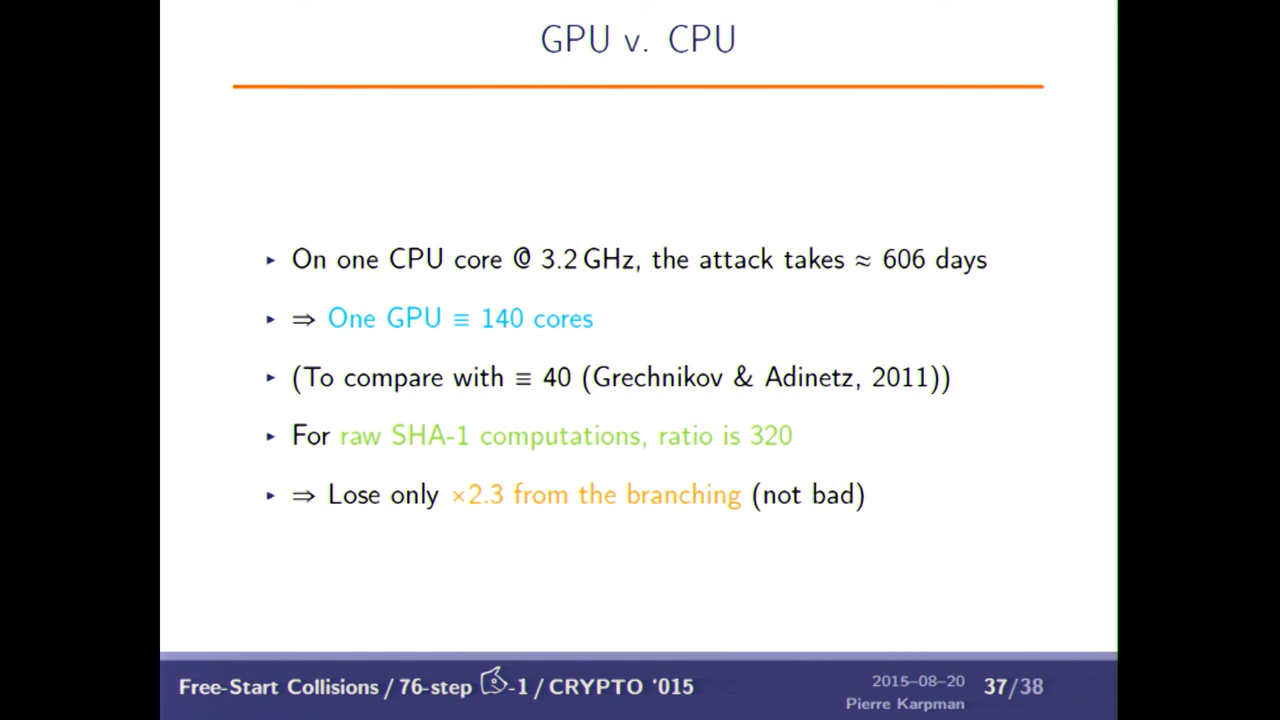 GPU v. CPU
▸ On one CPU core @ 3.2 GHz, the attack takes ≈ 606 days
▸ ⇒ One GPU ≡ 140 cores
▸ (To compare with ≡ 40 (Grechnikov & Adinetz, 2011))
▸ For raw SHA-1 computations, ratio is 320
▸ ⇒ Lose only ×2.3 from the branching (not bad)
Free-Start Collisions / 76-step -1 / CRYPTO '015
2015–08–20
Pierre Karpman
37/38